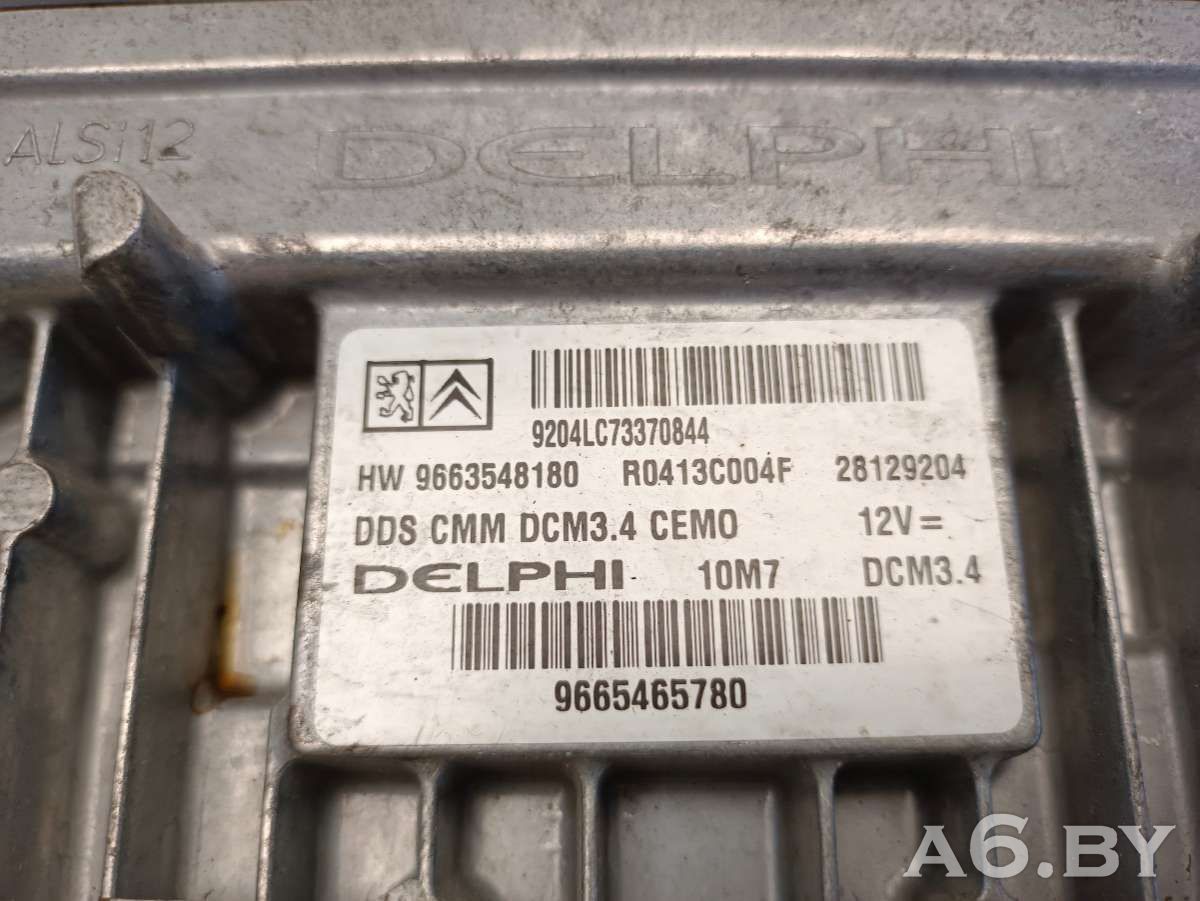 ALSi12 DELPHI
9204LC73370844
HW 9663548180 R0413C004F 28129204
DDS CMM DCM3.4 CEMO 12V=
DELPHI 10M7 DCM3.4
9665465780
A6.BY